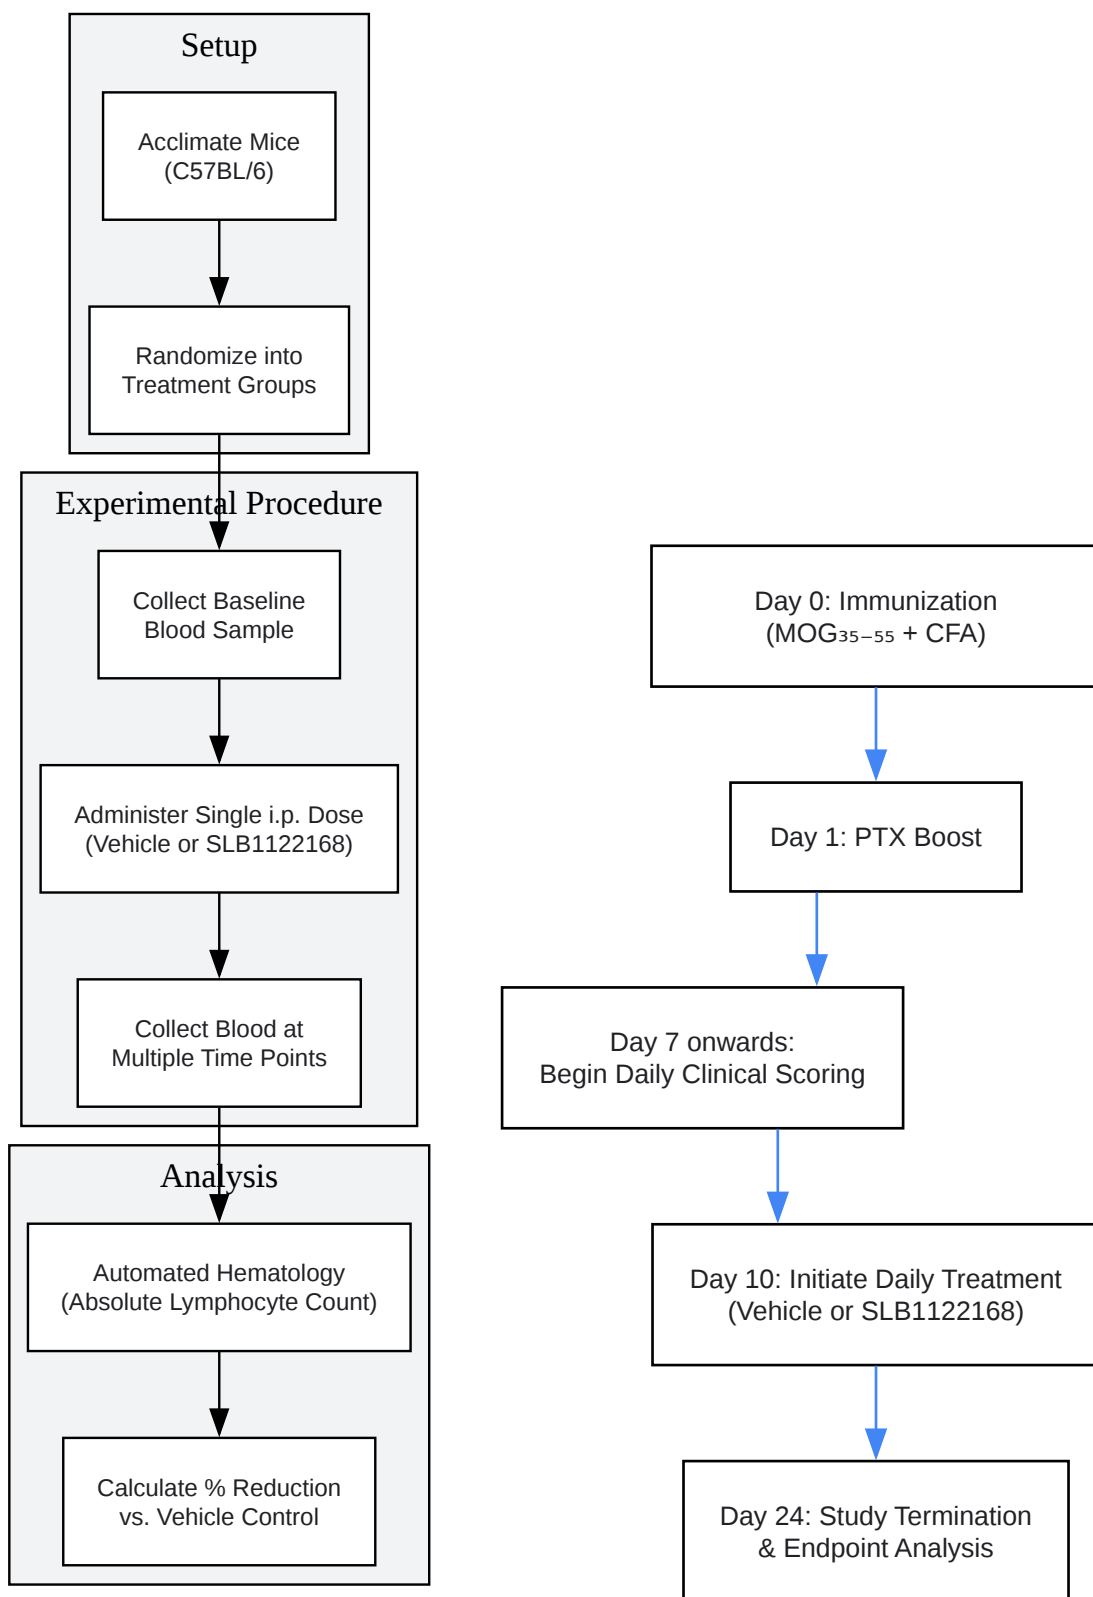 Setup
Acclimate Mice
(C57BL/6)
Randomize into
Treatment Groups
Experimental Procedure
Collect Baseline
Blood Sample
Administer Single i.p. Dose
(Vehicle or SLB1122168)
Collect Blood at
Multiple Time Points
Analysis
Automated Hematology
(Absolute Lymphocyte Count)
Calculate % Reduction
vs. Vehicle Control
Day 0: Immunization
(MOG₃₅₋₅₅ + CFA)
Day 1: PTX Boost
Day 7 onwards:
Begin Daily Clinical Scoring
Day 10: Initiate Daily Treatment
(Vehicle or SLB1122168)
Day 24: Study Termination
& Endpoint Analysis